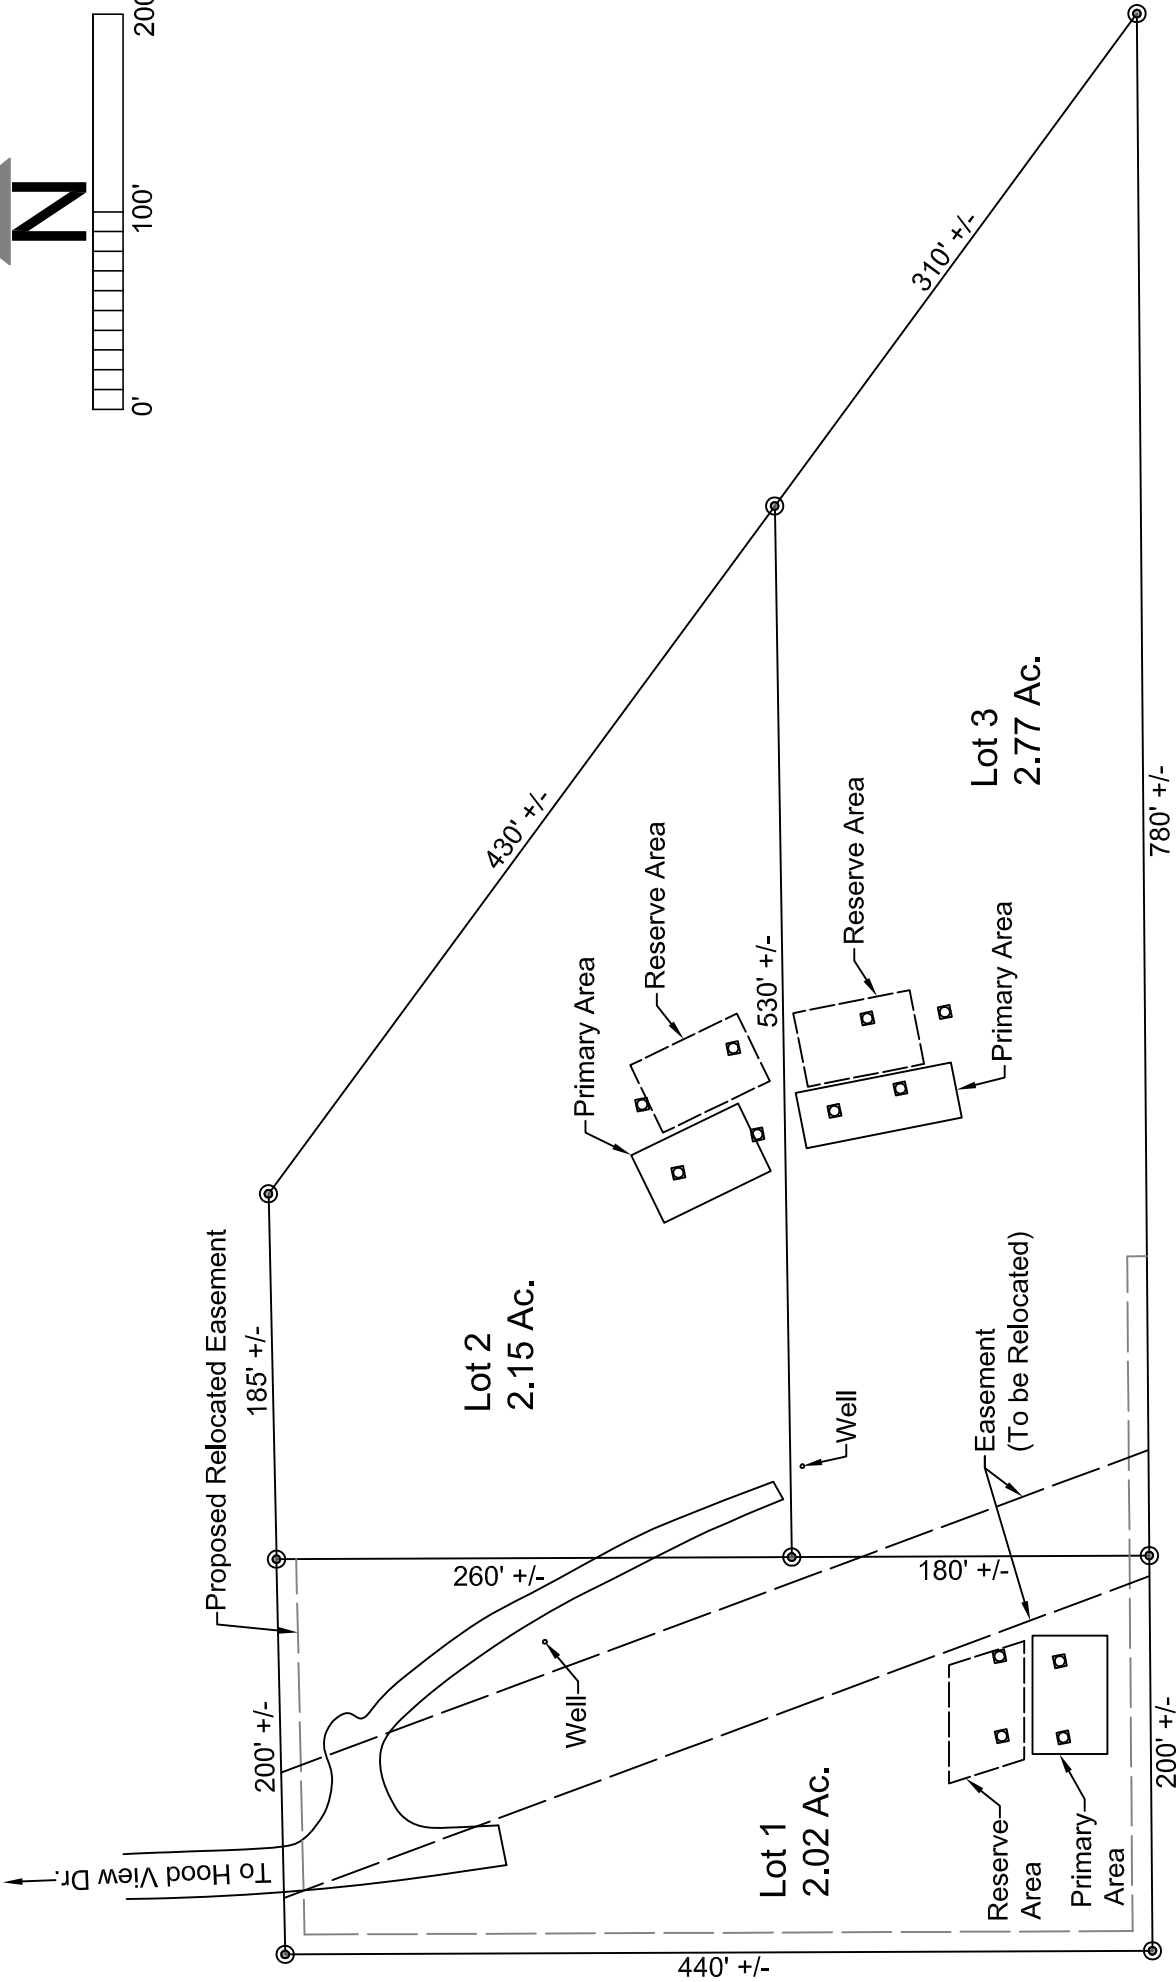 N
0'
100'
200
310' +/-
430' +/-
185' +/-
Proposed Relocated Easement
200' +/-
To Hood View Dr.
260' +/-
180' +/-
530' +/-
780' +/-
200' +/-
440' +/-
Lot 2
2.15 Ac.
Primary Area
Reserve Area
Lot 3
2.77 Ac.
Reserve Area
Primary Area
Well
Easement
(To be Relocated)
Well
Lot 1
2.02 Ac.
Reserve
Area
Primary
Area